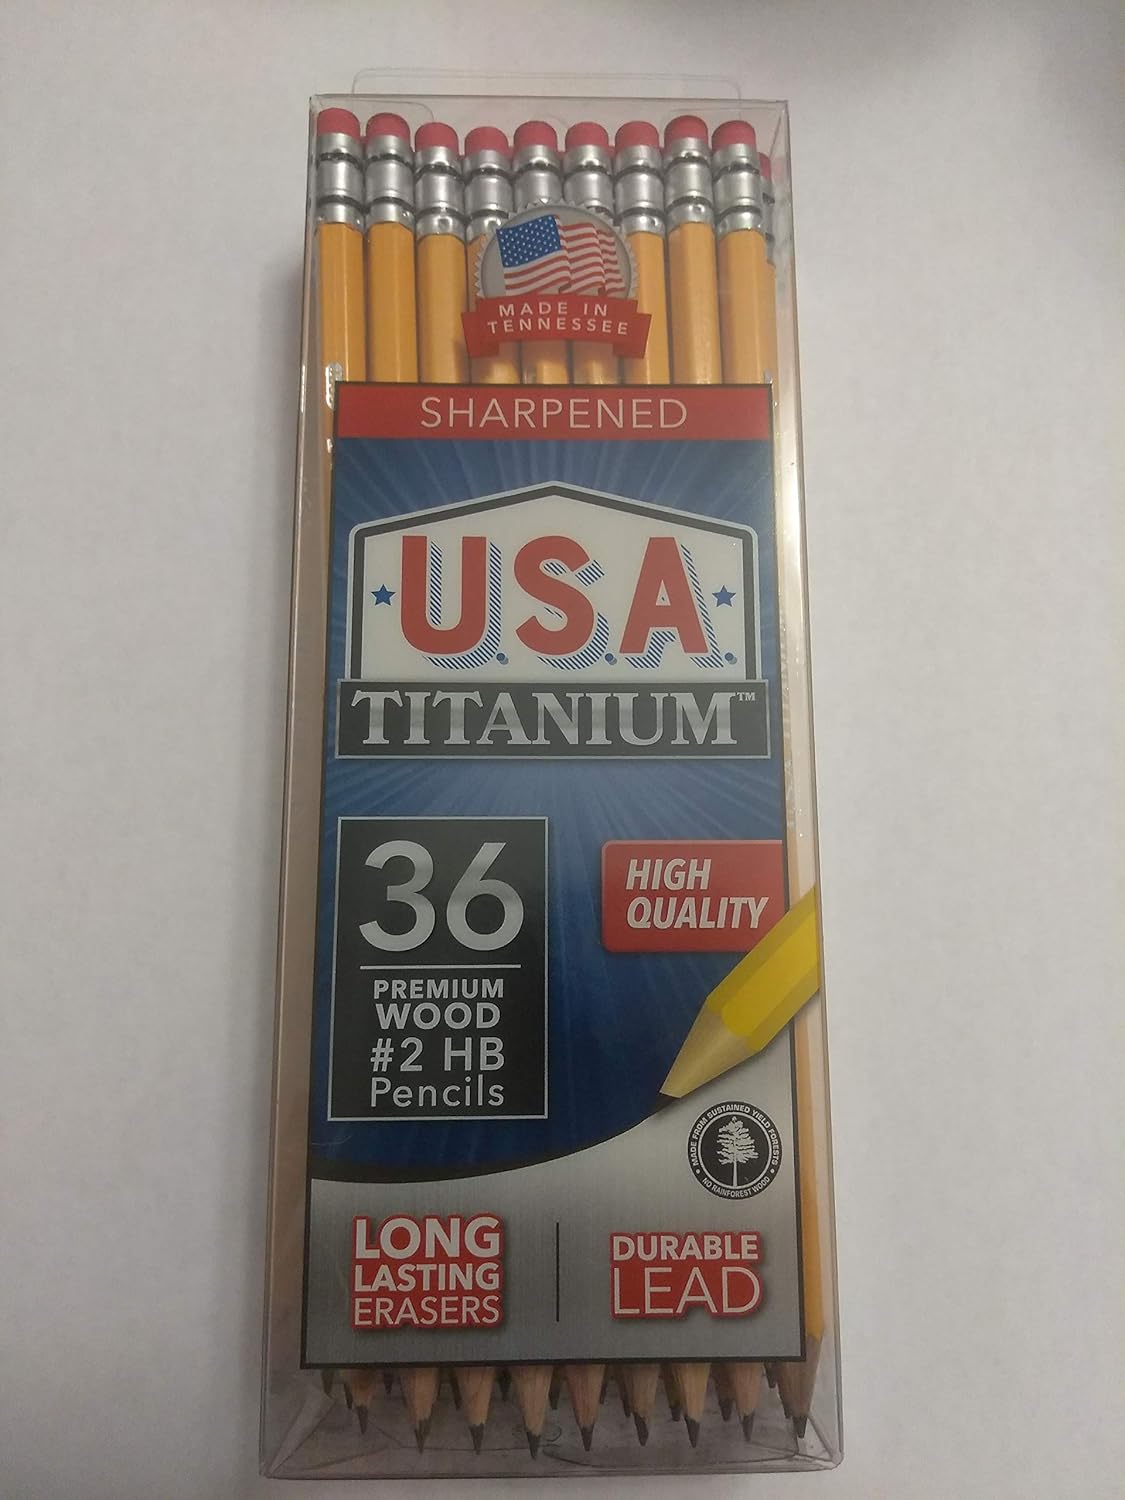 MADE IN
TENNESSEE
SHARPENED
U.S.A.
TITANIUM™
36
PREMIUM
WOOD
#2 HB
Pencils
HIGH
QUALITY
MADE FROM SUSTAINED YIELD FORESTS
• NO RAINFOREST WOOD •
LONG
LASTING
ERASERS
DURABLE
LEAD